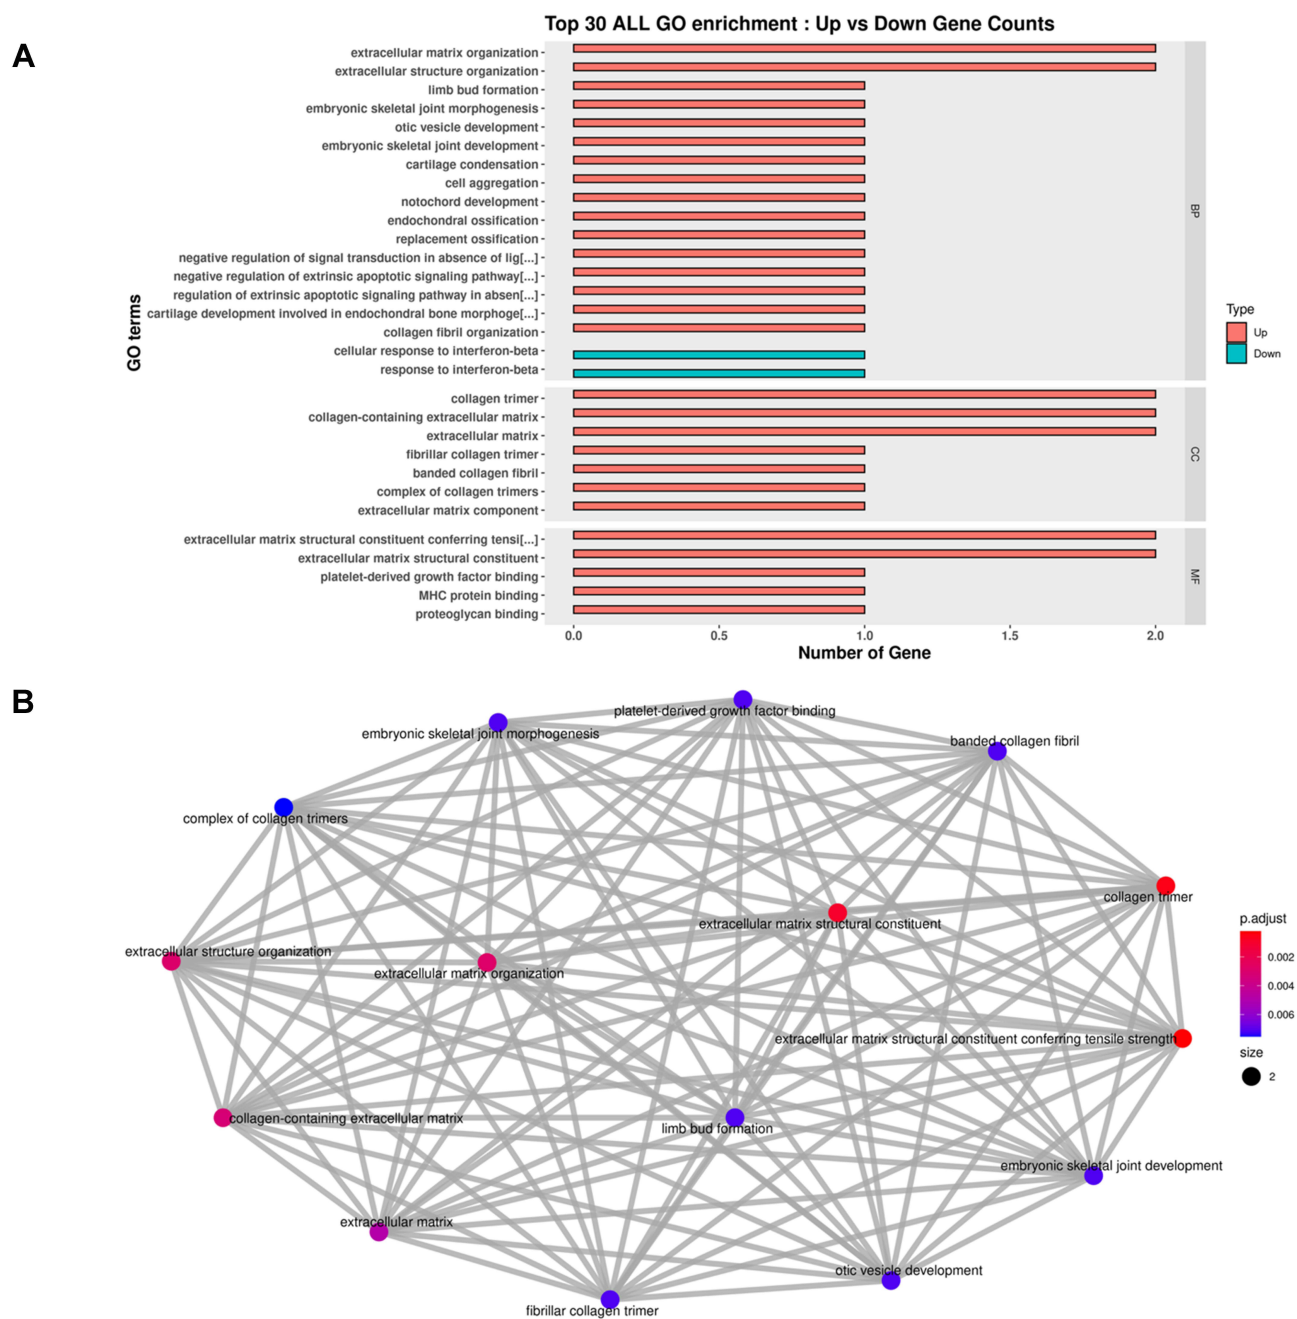 A
Top 30 ALL GO enrichment : Up vs Down Gene Counts
extracellular matrix organization
extracellular structure organization
limb bud formation
embryonic skeletal joint morphogenesis
otic vesicle development
embryonic skeletal joint development
cartilage condensation
cell aggregation
notochord development
endochondral ossification
replacement ossification
negative regulation of signal transduction in absence of lig[...]
negative regulation of extrinsic apoptotic signaling pathway[...]
regulation of extrinsic apoptotic signaling pathway in absen[...]
cartilage development involved in endochondral bone morphoge[...]
collagen fibril organization
cellular response to interferon-beta
response to interferon-beta
BP
collagen trimer
collagen-containing extracellular matrix
extracellular matrix
fibrillar collagen trimer
banded collagen fibril
complex of collagen trimers
extracellular matrix component
CC
extracellular matrix structural constituent conferring tensi[...]
extracellular matrix structural constituent
platelet-derived growth factor binding
MHC protein binding
proteoglycan binding
MF
GO terms
0.0 0.5 1.0 1.5 2.0
Number of Gene
Type
Up
Down
B
platelet-derived growth factor binding
embryonic skeletal joint morphogenesis
banded collagen fibril
complex of collagen trimers
collagen trimer
extracellular matrix structural constituent
extracellular structure organization
extracellular matrix organization
extracellular matrix structural constituent conferring tensile strength
collagen-containing extracellular matrix
limb bud formation
embryonic skeletal joint development
extracellular matrix
otic vesicle development
fibrillar collagen trimer
p.adjust
0.002
0.004
0.006
size
2